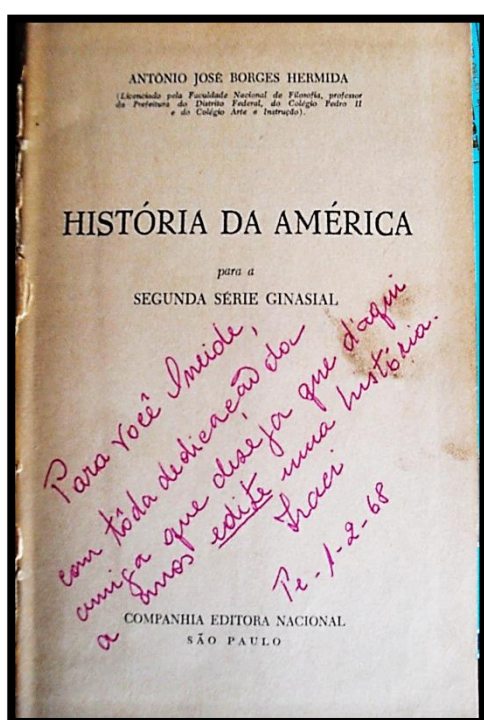 ANTÔNIO JOSÉ BORGES HERMIDA
(Licenciado pela Faculdade Nacional de Filosofia, professor
da Prefeitura do Distrito Federal, do Colégio Pedro II
e do Colégio Arte e Instrução).
HISTÓRIA DA AMÉRICA
para a
SEGUNDA SÉRIE GINASIAL
Para você Ineide,
com tôda dedicação da
amiga que deseja que d'aqui
a anos edite uma história.
Iraci
Pe - 1-2-68
COMPANHIA EDITORA NACIONAL
SÃO PAULO